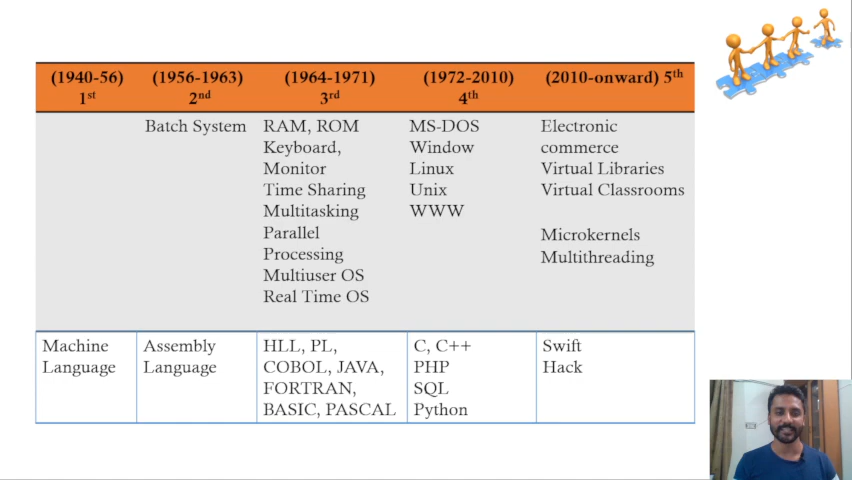 (1940-56) 1st
(1956-1963) 2nd
(1964-1971) 3rd
(1972-2010) 4th
(2010-onward) 5th
Batch System
RAM, ROM
Keyboard,
Monitor
Time Sharing
Multitasking
Parallel
Processing
Multiuser OS
Real Time OS
MS-DOS
Window
Linux
Unix
WWW
Electronic
commerce
Virtual Libraries
Virtual Classrooms
Microkernels
Multithreading
Machine
Language
Assembly
Language
HLL, PL,
COBOL, JAVA,
FORTRAN,
BASIC, PASCAL
C, C++
PHP
SQL
Python
Swift
Hack